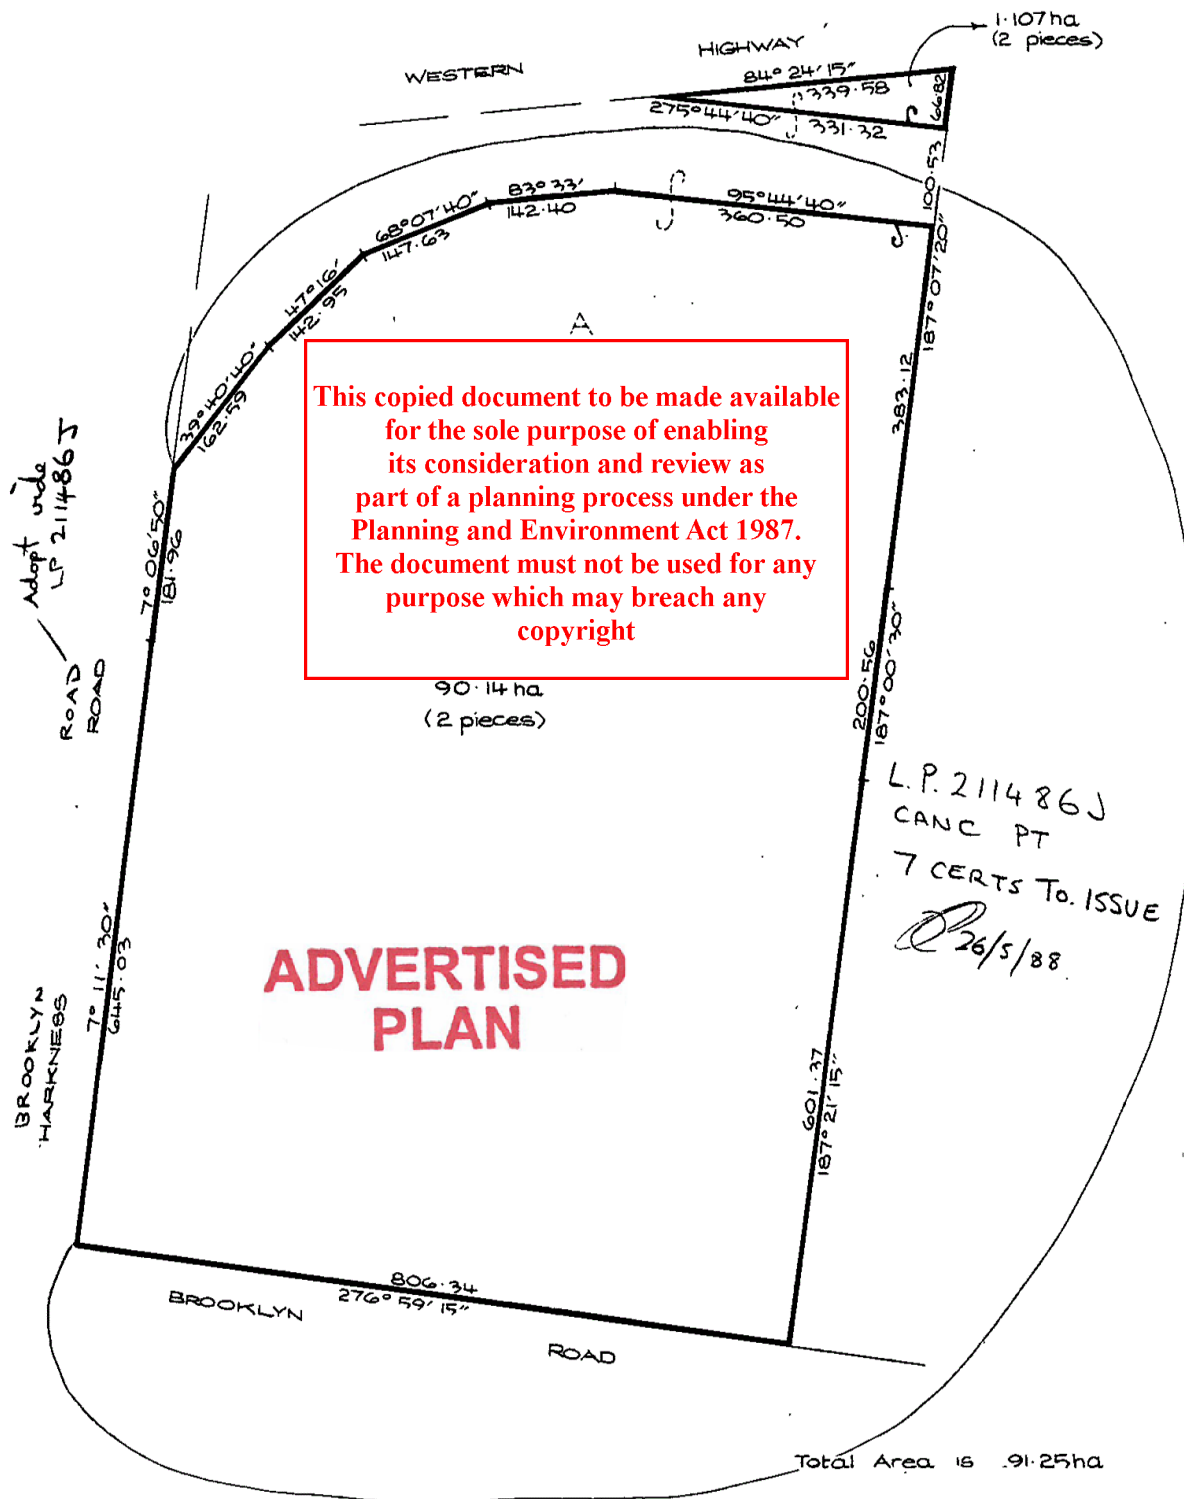 1·107ha
(2 pieces)
HIGHWAY
WESTERN
84° 24' 15"
339·58
66·82
275° 44' 40"
331·32
100·53
83° 33'
142·40
95° 44' 40"
360·50
68° 07' 40"
147·63
187° 07' 20"
47° 16'
142·95
A
39° 40' 40"
162·59
383·12
This copied document to be made available
for the sole purpose of enabling
its consideration and review as
part of a planning process under the
Planning and Environment Act 1987.
The document must not be used for any
purpose which may breach any
copyright
Adopt vide
LP 211486J
7° 06' 50"
181·96
ROAD
ROAD
90·14 ha
(2 pieces)
200·56
187° 00' 30"
L.P. 211486J
CANC PT
7 CERTS TO. ISSUE
26/5/88
ADVERTISED
PLAN
7° 11' 30"
645·03
BROOKLYN
HARKNESS
601·37
187° 21' 15"
806·34
276° 59' 15"
BROOKLYN
ROAD
Total Area is 91·25ha